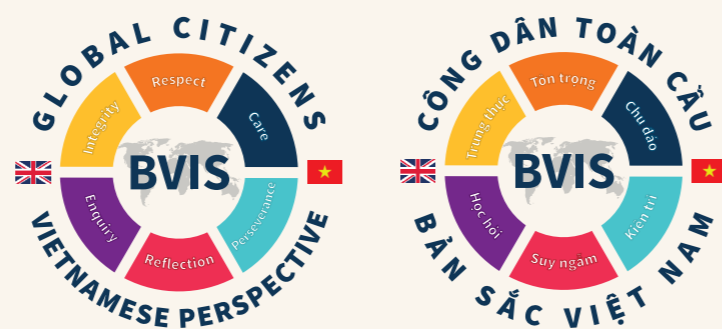 GLOBAL CITIZENS
Respect
Integrity
Care
BVIS
Enquiry
Perseverance
Reflection
VIETNAMESE PERSPECTIVE
CÔNG DÂN TOÀN CẦU
Tôn trọng
Trung thực
Chu đáo
BVIS
Học hỏi
Kiên trì
Suy ngẫm
BẢN SẮC VIỆT NAM